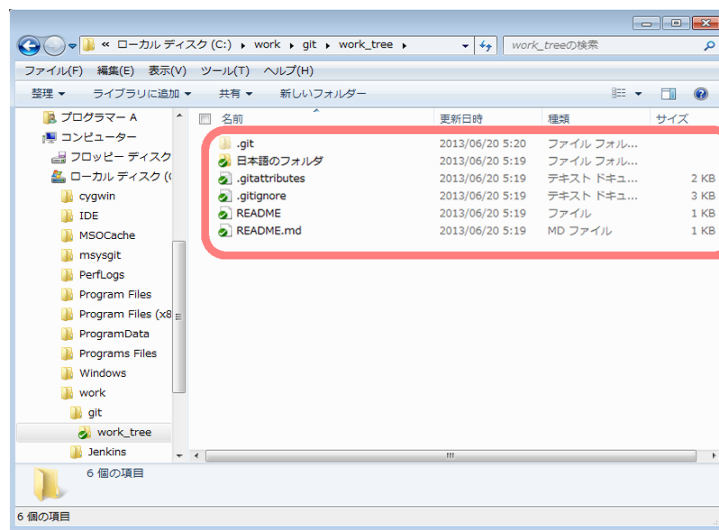 « ローカル ディスク (C:) ▸ work ▸ git ▸ work_tree ▸
work_treeの検索
ファイル(F) 編集(E) 表示(V) ツール(T) ヘルプ(H)
整理 ライブラリに追加 共有 新しいフォルダー
プログラマー A
コンピューター
フロッピー ディスク
ローカル ディスク (
cygwin
IDE
MSOCache
msysgit
PerfLogs
Program Files
Program Files (x8
ProgramData
Programs Files
Windows
work
git
work_tree
Jenkins
名前 更新日時 種類 サイズ
.git 2013/06/20 5:20 ファイル フォル...
日本語のフォルダ 2013/06/20 5:19 ファイル フォル...
.gitattributes 2013/06/20 5:19 テキスト ドキュ... 2 KB
.gitignore 2013/06/20 5:19 テキスト ドキュ... 3 KB
README 2013/06/20 5:19 ファイル 1 KB
README.md 2013/06/20 5:19 MD ファイル 1 KB
6 個の項目
6 個の項目